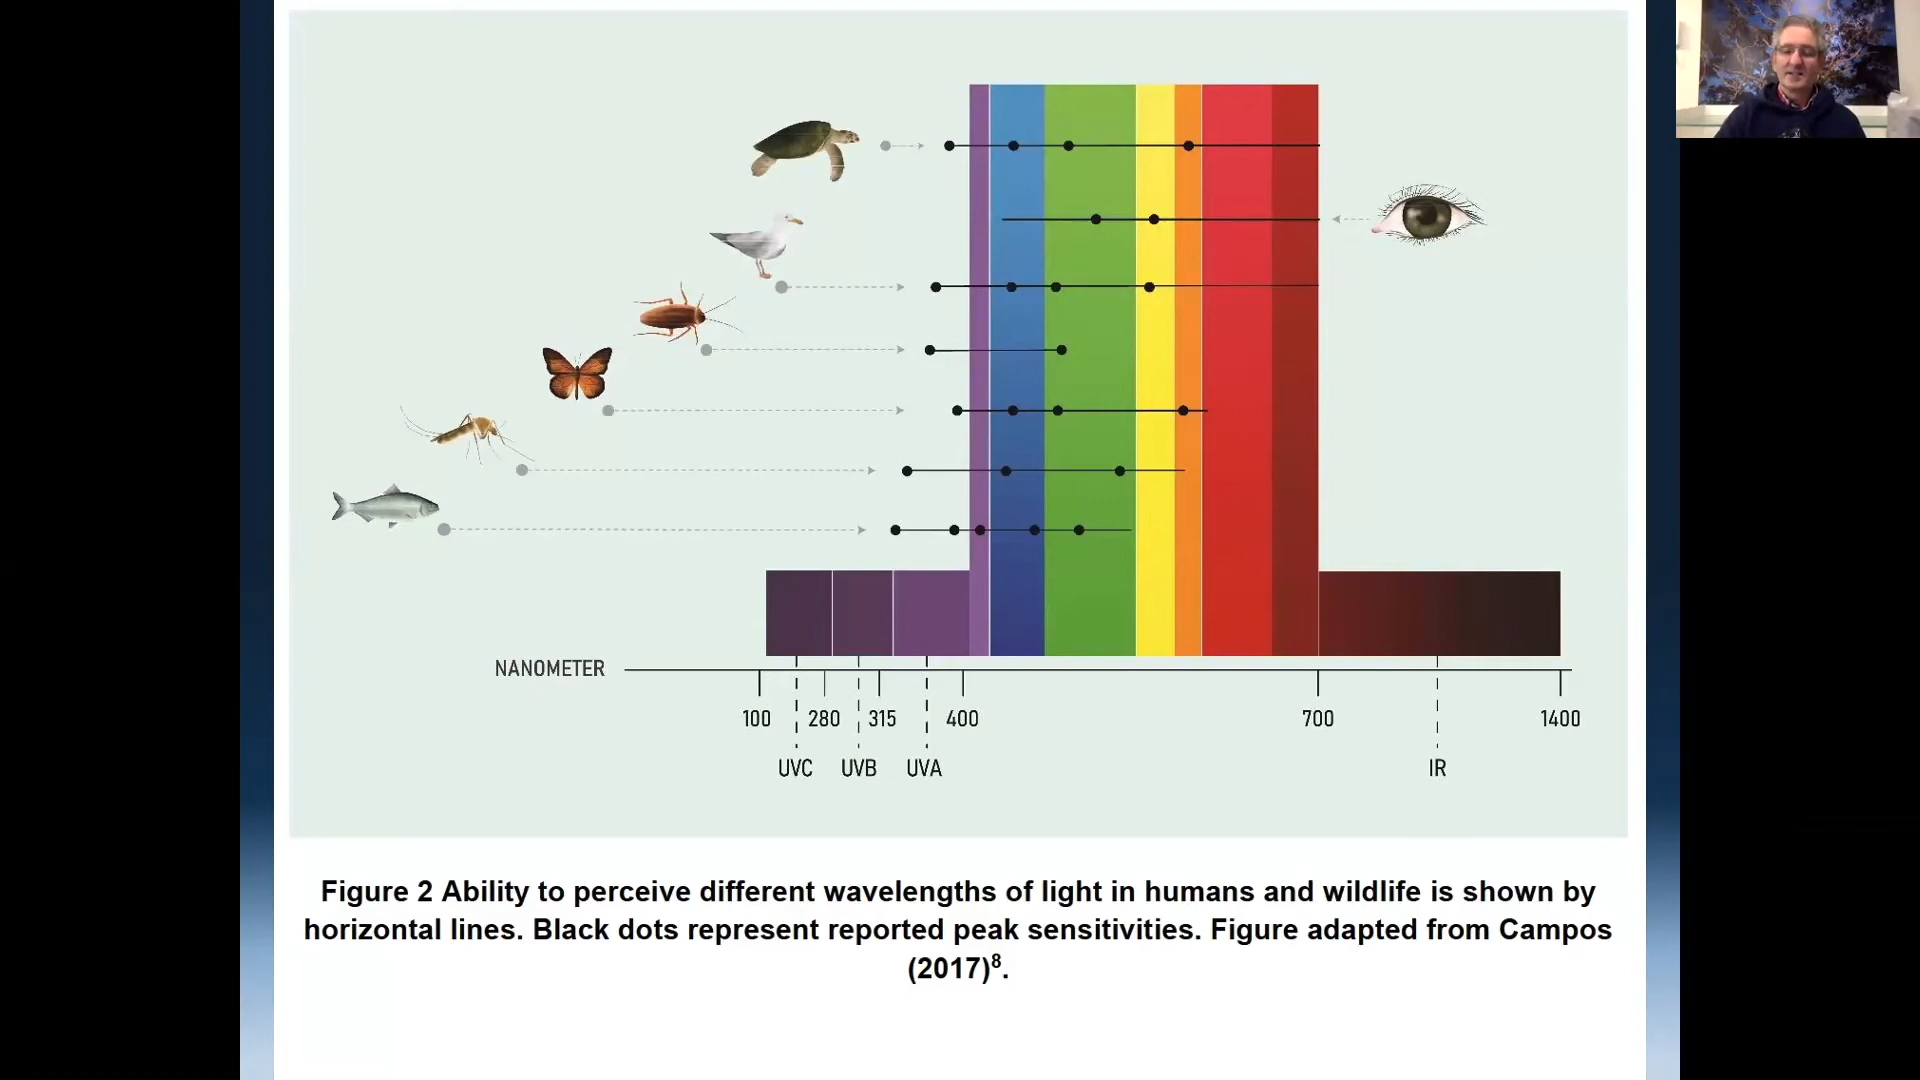 NANOMETER
100 280 315 400 700 1400
UVC UVB UVA IR
Figure 2 Ability to perceive different wavelengths of light in humans and wildlife is shown by
horizontal lines. Black dots represent reported peak sensitivities. Figure adapted from Campos
(2017)⁸.